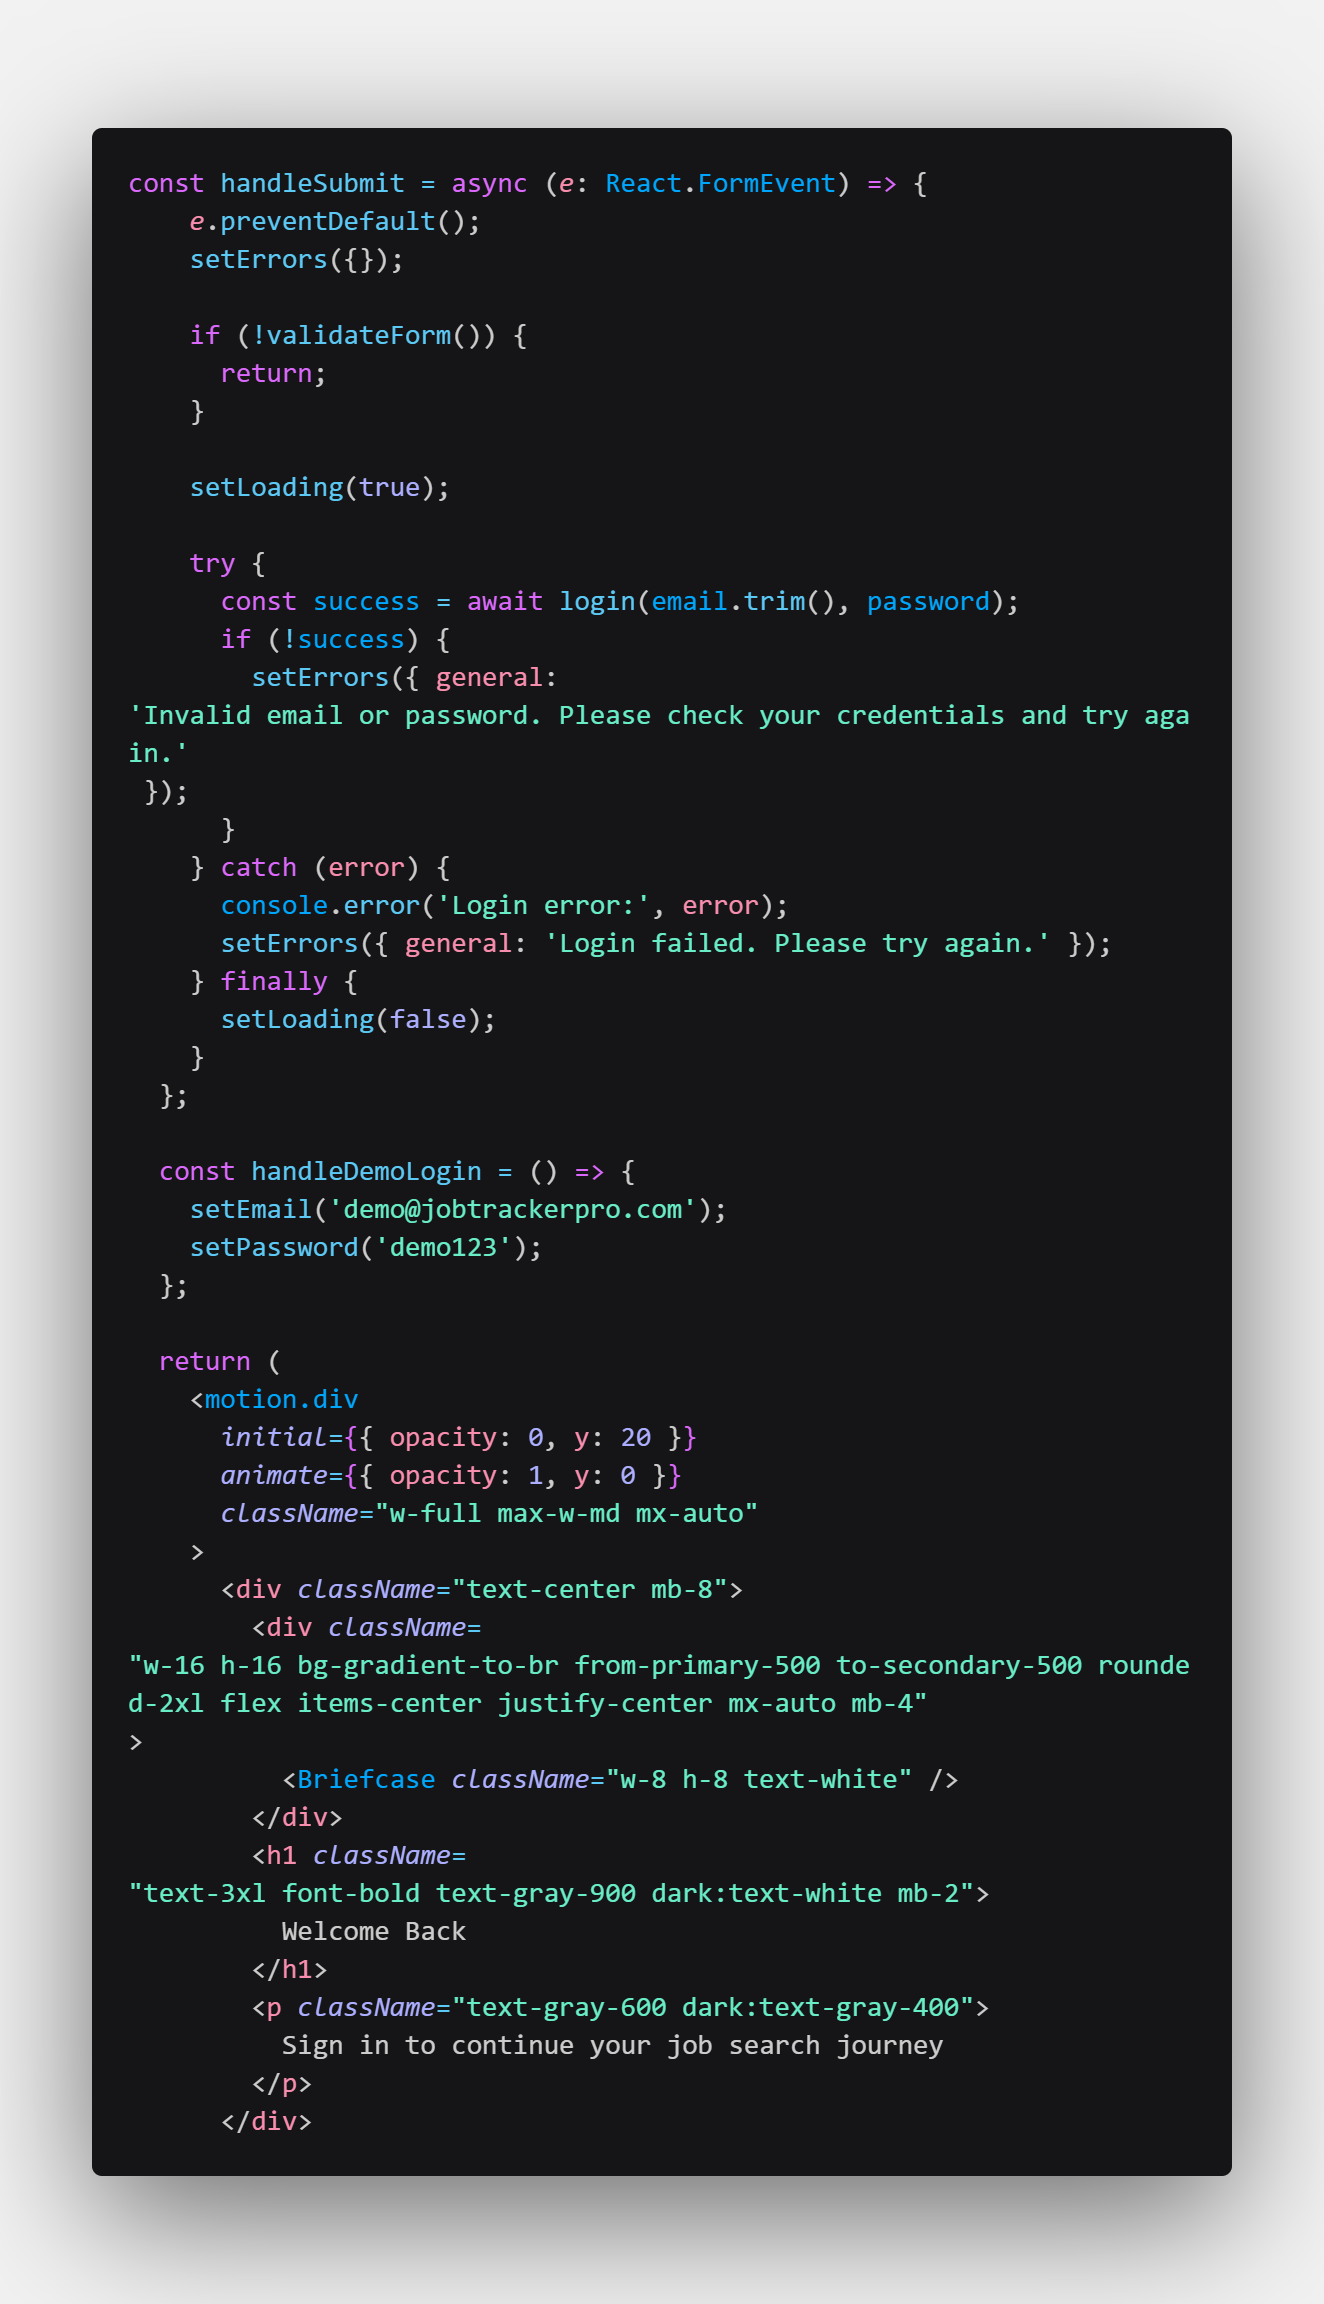 const handleSubmit = async (e: React.FormEvent) => {
    e.preventDefault();
    setErrors({});

    if (!validateForm()) {
      return;
    }

    setLoading(true);

    try {
      const success = await login(email.trim(), password);
      if (!success) {
        setErrors({ general:
'Invalid email or password. Please check your credentials and try aga
in.'
 });
      }
    } catch (error) {
      console.error('Login error:', error);
      setErrors({ general: 'Login failed. Please try again.' });
    } finally {
      setLoading(false);
    }
  };

  const handleDemoLogin = () => {
    setEmail('demo@jobtrackerpro.com');
    setPassword('demo123');
  };

  return (
    <motion.div
      initial={{ opacity: 0, y: 20 }}
      animate={{ opacity: 1, y: 0 }}
      className="w-full max-w-md mx-auto"
    >
      <div className="text-center mb-8">
        <div className=
"w-16 h-16 bg-gradient-to-br from-primary-500 to-secondary-500 rounde
d-2xl flex items-center justify-center mx-auto mb-4"
>
          <Briefcase className="w-8 h-8 text-white" />
        </div>
        <h1 className=
"text-3xl font-bold text-gray-900 dark:text-white mb-2">
          Welcome Back
        </h1>
        <p className="text-gray-600 dark:text-gray-400">
          Sign in to continue your job search journey
        </p>
      </div>